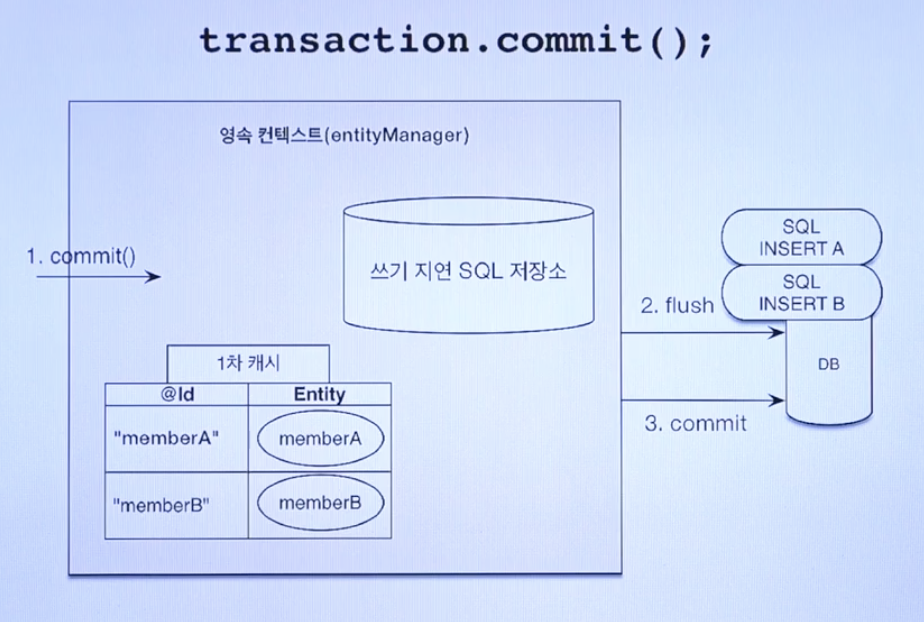 transaction.commit();
영속 컨텍스트(entityManager)
1. commit()
쓰기 지연 SQL 저장소
SQL
INSERT A
SQL
INSERT B
2. flush
DB
3. commit
1차 캐시
@Id Entity
"memberA" memberA
"memberB" memberB